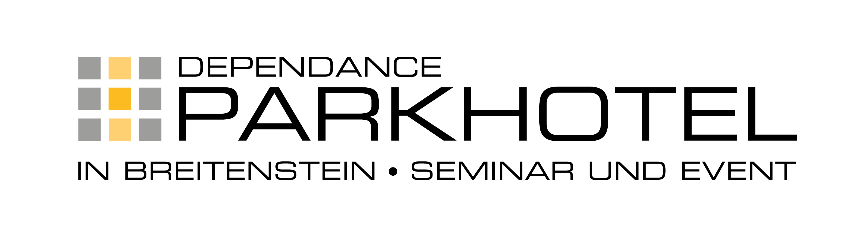 DEPENDANCE
PARKHOTEL
IN BREITENSTEIN • SEMINAR UND EVENT